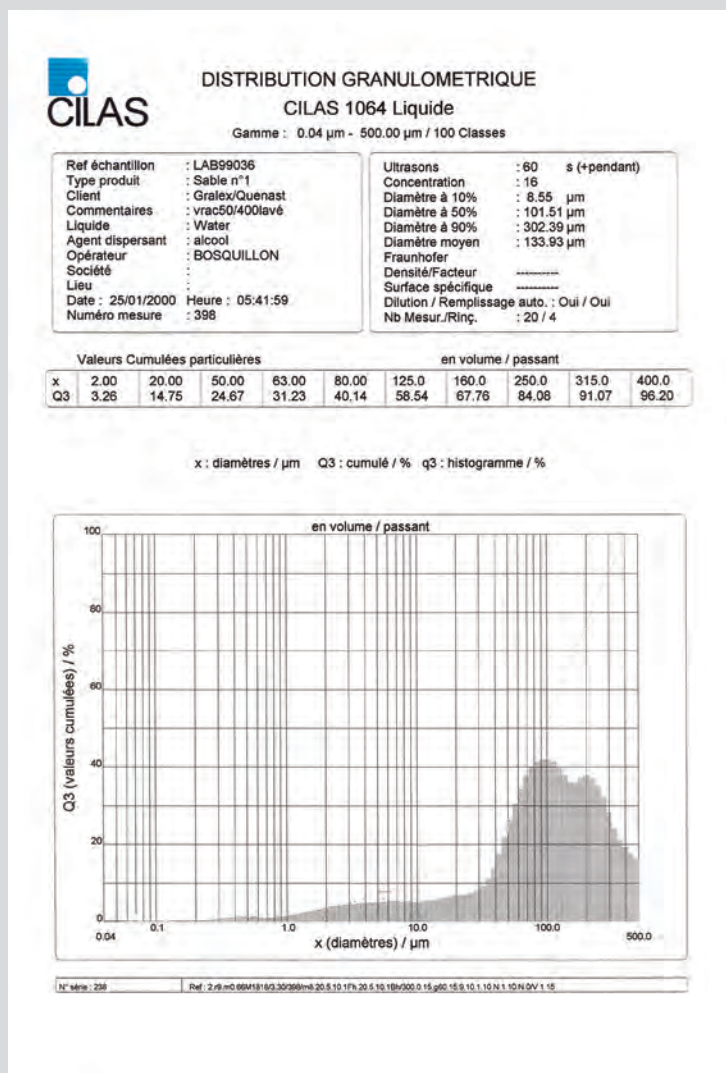 CILAS
DISTRIBUTION GRANULOMETRIQUE
CILAS 1064 Liquide
Gamme : 0.04 µm - 500.00 µm / 100 Classes
Ref échantillon : LAB99036
Type produit : Sable n°1
Client : Gralex/Quenast
Commentaires : vrac50/400lavé
Liquide : Water
Agent dispersant : alcool
Opérateur : BOSQUILLON
Société :
Lieu :
Date : 25/01/2000 Heure : 05:41:59
Numéro mesure : 398
Ultrasons : 60 s (+pendant)
Concentration : 16
Diamètre à 10% : 8.55 µm
Diamètre à 50% : 101.51 µm
Diamètre à 90% : 302.39 µm
Diamètre moyen : 133.93 µm
Fraunhofer
Densité/Facteur ----------
Surface spécifique ----------
Dilution / Remplissage auto. : Oui / Oui
Nb Mesur./Rinç. : 20 / 4
Valeurs Cumulées particulières en volume / passant
x 2.00 20.00 50.00 63.00 80.00 125.0 160.0 250.0 315.0 400.0
Q3 3.26 14.75 24.67 31.23 40.14 58.54 67.76 84.08 91.07 96.20
x : diamètres / µm Q3 : cumulé / % q3 : histogramme / %
en volume / passant
Q3 (valeurs cumulées) / %
100
80
60
40
20
0
0.04 0.1 1.0 10.0 100.0 500.0
x (diamètres) / µm
N° série : 236